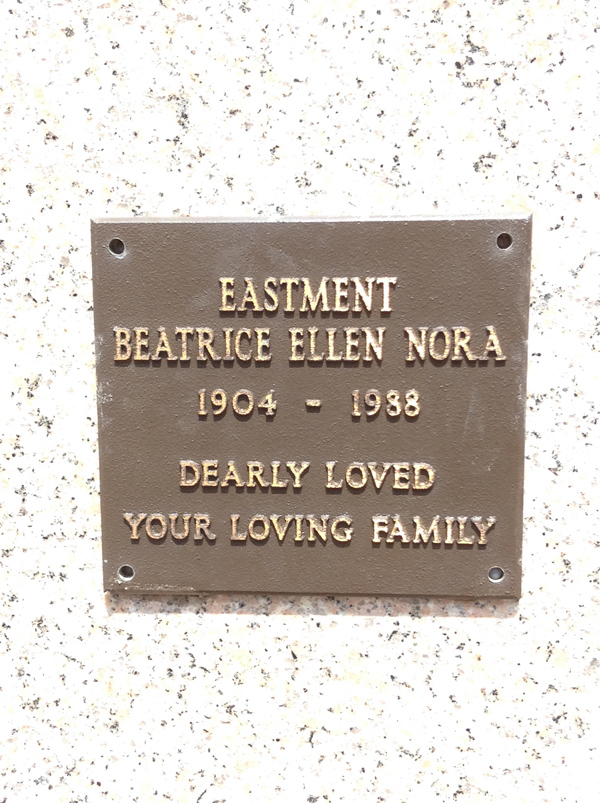 EASTMENT
BEATRICE ELLEN NORA
1904 - 1988
DEARLY LOVED
YOUR LOVING FAMILY